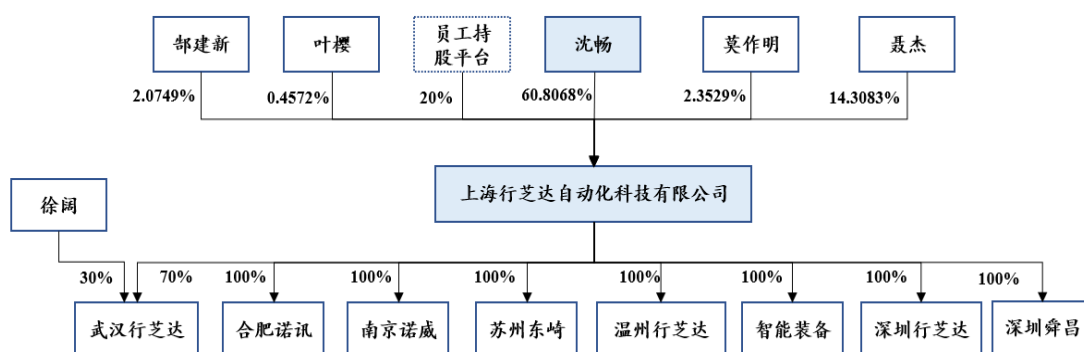 郜建新
叶樱
员工持
股平台
沈畅
莫作明
聂杰
2.0749%
0.4572%
20%
60.8068%
2.3529%
14.3083%
上海行芝达自动化科技有限公司
徐阔
30%
70%
100%
100%
100%
100%
100%
100%
100%
武汉行芝达
合肥诺讯
南京诺威
苏州东崎
温州行芝达
智能装备
深圳行芝达
深圳舜昌